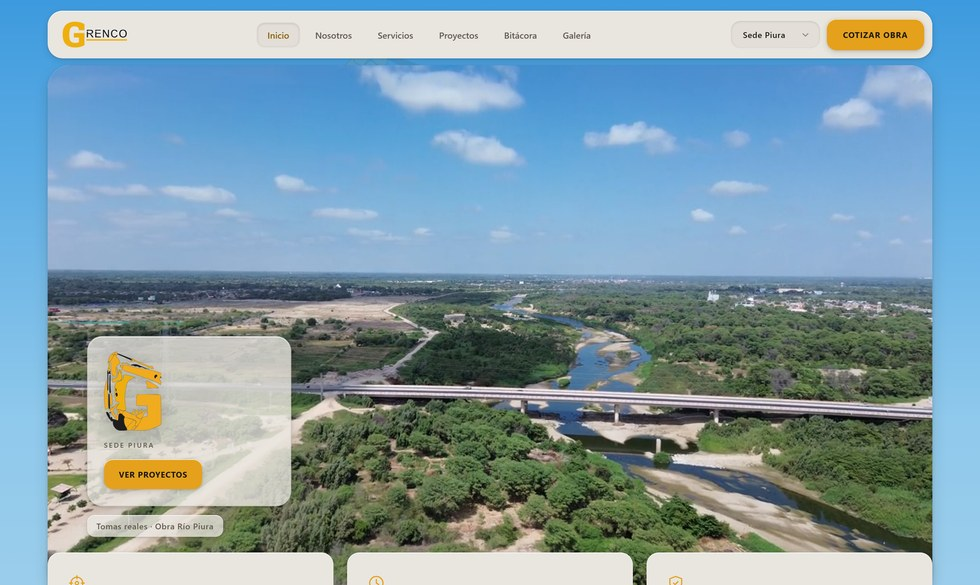 GRENCO
Inicio
Nosotros
Servicios
Proyectos
Bitácora
Galería
Sede Piura
COTIZAR OBRA
G
SEDE PIURA
VER PROYECTOS
Tomas reales · Obra Río Piura